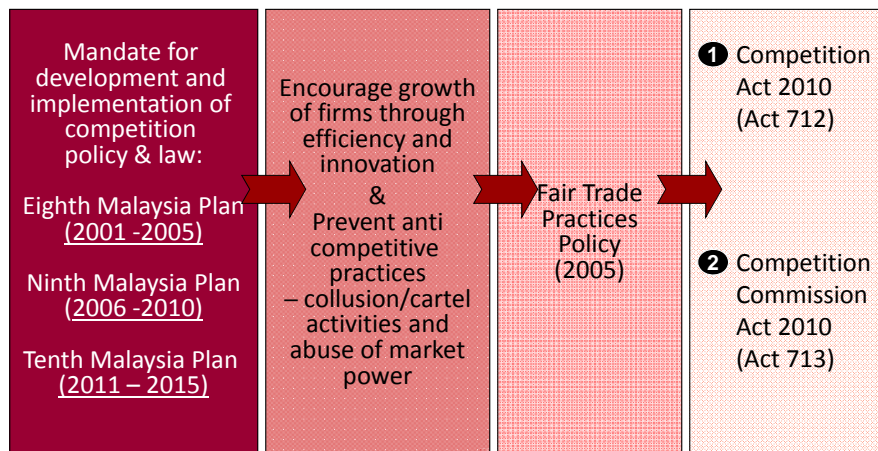 Mandate for
development and
implementation of
competition
policy & law:
Eighth Malaysia Plan
(2001 -2005)
Ninth Malaysia Plan
(2006 -2010)
Tenth Malaysia Plan
(2011 – 2015)
Encourage growth
of firms through
efficiency and
innovation
&
Prevent anti
competitive
practices
– collusion/cartel
activities and
abuse of market
power
Fair Trade
Practices
Policy
(2005)
1 Competition
Act 2010
(Act 712)
2 Competition
Commission
Act 2010
(Act 713)